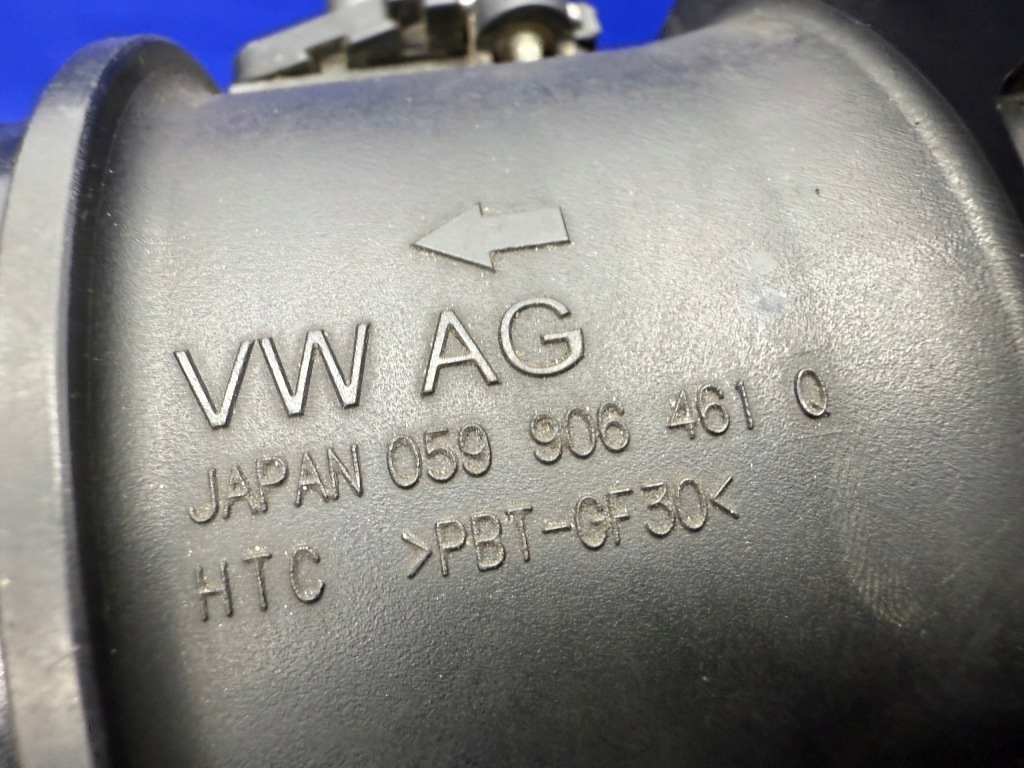 VW AG
JAPAN 059 906 461 Q
HTC >PBT-GF30<